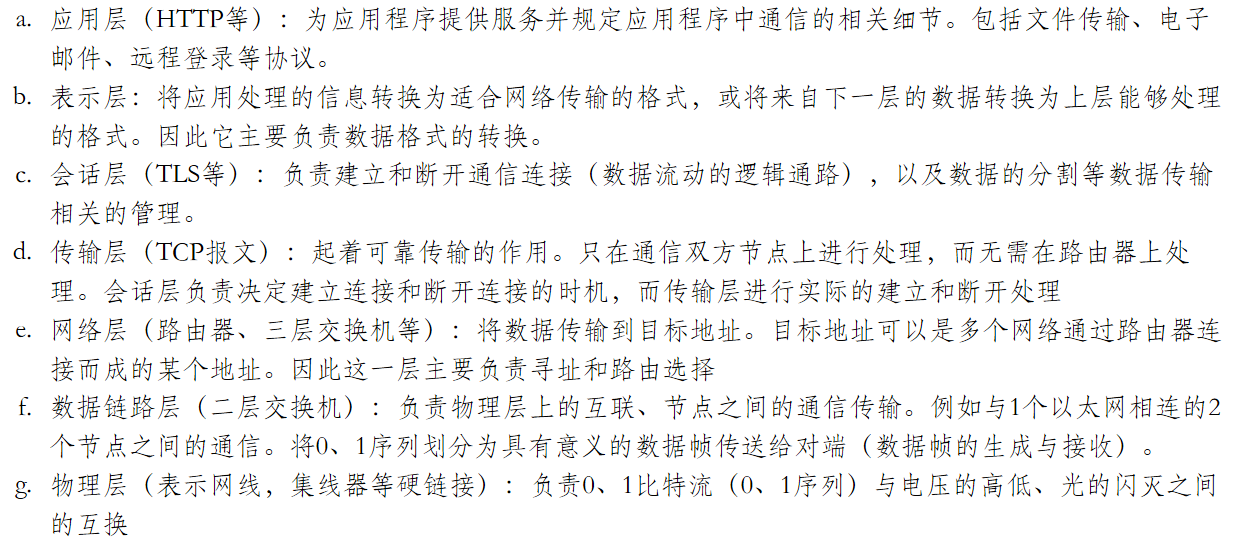 a. 应用层（HTTP等）：为应用程序提供服务并规定应用程序中通信的相关细节。包括文件传输、电子
邮件、远程登录等协议。
b. 表示层：将应用处理的信息转换为适合网络传输的格式，或将来自下一层的数据转换为上层能够处理
的格式。因此它主要负责数据格式的转换。
c. 会话层（TLS等）：负责建立和断开通信连接（数据流动的逻辑通路），以及数据的分割等数据传输
相关的管理。
d. 传输层（TCP报文）：起着可靠传输的作用。只在通信双方节点上进行处理，而无需在路由器上处
理。会话层负责决定建立连接和断开连接的时机，而传输层进行实际的建立和断开处理
e. 网络层（路由器、三层交换机等）：将数据传输到目标地址。目标地址可以是多个网络通过路由器连
接而成的某个地址。因此这一层主要负责寻址和路由选择
f. 数据链路层（二层交换机）：负责物理层上的互联、节点之间的通信传输。例如与1个以太网相连的2
个节点之间的通信。将0、1序列划分为具有意义的数据帧传送给对端（数据帧的生成与接收）。
g. 物理层（表示网线，集线器等硬链接）：负责0、1比特流（0、1序列）与电压的高低、光的闪灭之间
的互换